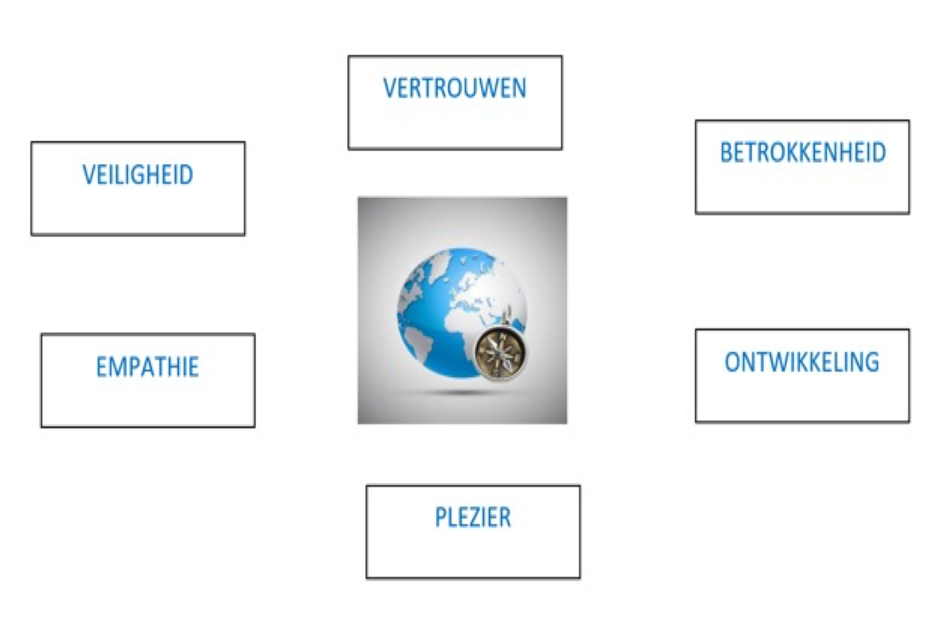 VERTROUWEN
BETROKKENHEID
VEILIGHEID
EMPATHIE
ONTWIKKELING
PLEZIER